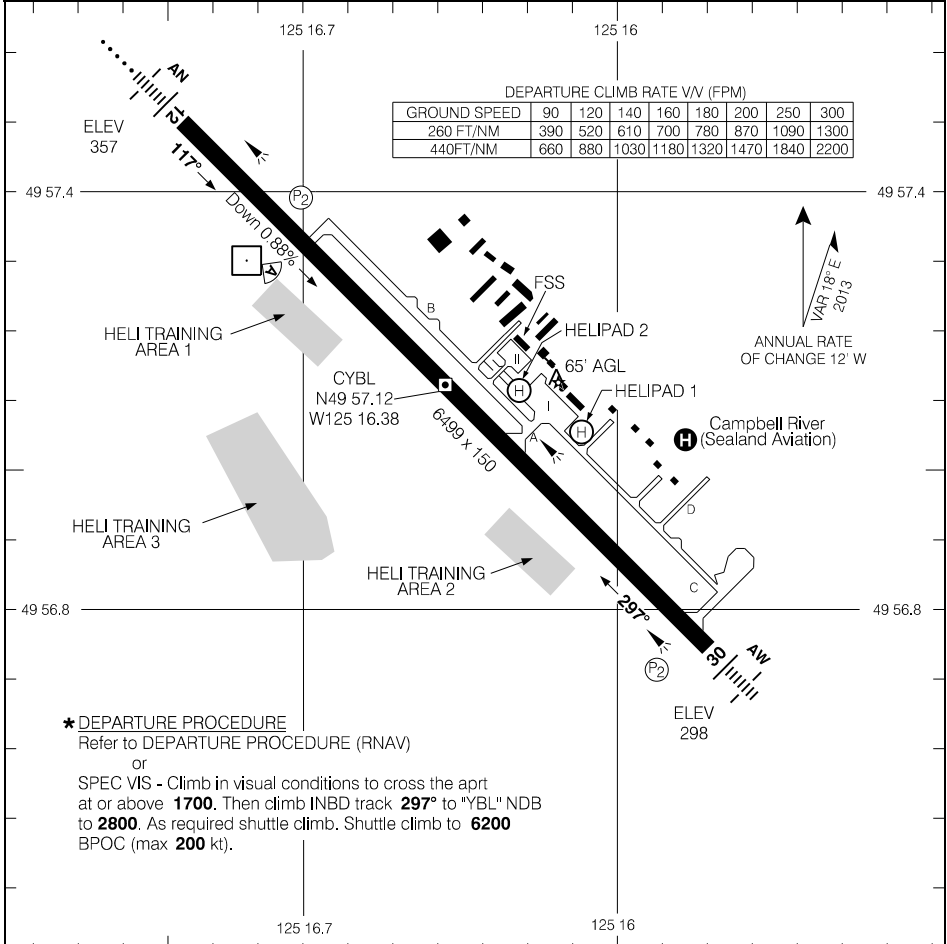 125 16.7
125 16
AN
12
ELEV
357
117°
Down 0.88%
DEPARTURE CLIMB RATE V/V (FPM)
GROUND SPEED 90 120 140 160 180 200 250 300
260 FT/NM 390 520 610 700 780 870 1090 1300
440FT/NM 660 880 1030 1180 1320 1470 1840 2200
49 57.4
49 57.4
P2
A
B
FSS
VAR 18° E
2013
ANNUAL RATE
OF CHANGE 12' W
HELI TRAINING
AREA 1
HELIPAD 2
II
65' AGL
CYBL
N49 57.12
W125 16.38
H
I
HELIPAD 1
H
6499 x 150
A
H
Campbell River
(Sealand Aviation)
HELI TRAINING
AREA 3
D
HELI TRAINING
AREA 2
C
49 56.8
49 56.8
297°
P2
30
AW
ELEV
298
* DEPARTURE PROCEDURE
Refer to DEPARTURE PROCEDURE (RNAV)
or
SPEC VIS - Climb in visual conditions to cross the aprt
at or above 1700. Then climb INBD track 297° to "YBL" NDB
to 2800. As required shuttle climb. Shuttle climb to 6200
BPOC (max 200 kt).
125 16.7
125 16